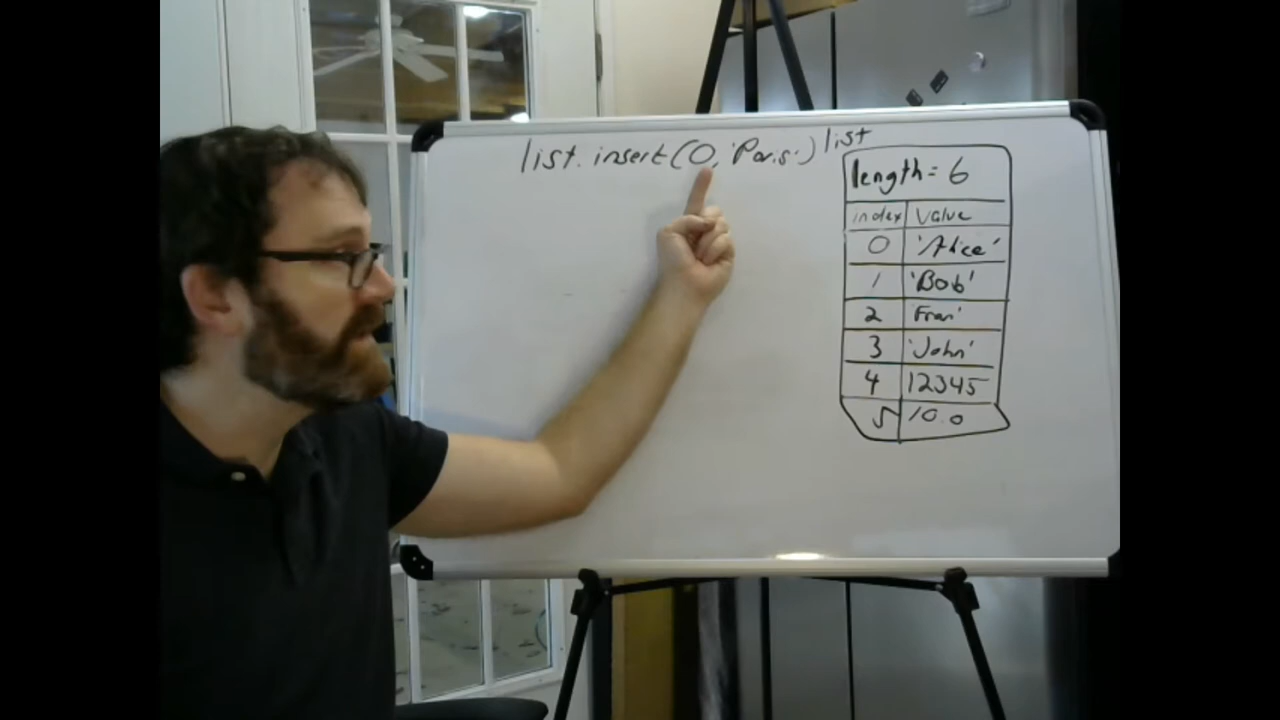 list.insert(0, 'Paris') list
length = 6
index value
0 'Alice'
1 'Bob'
2 'Fran'
3 'John'
4 12345
5 10.0